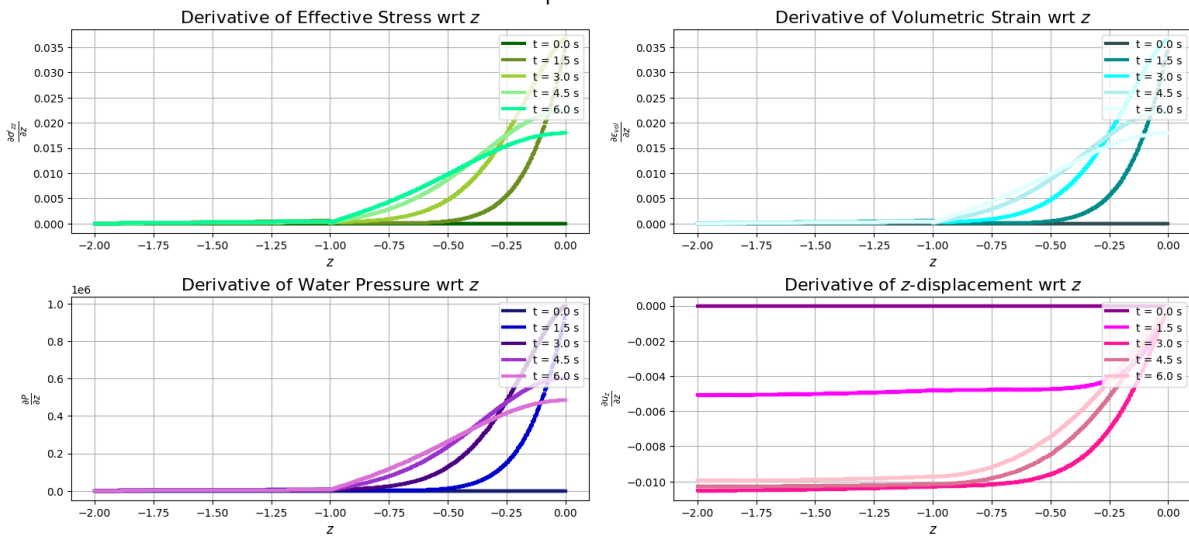 Derivative of Effective Stress wrt z
0.035
0.030
0.025
0.020
0.015
0.010
0.005
0.000
∂σ'zz/∂z
t = 0.0 s
t = 1.5 s
t = 3.0 s
t = 4.5 s
t = 6.0 s
−2.00 −1.75 −1.50 −1.25 −1.00 −0.75 −0.50 −0.25 0.00
z
Derivative of Volumetric Strain wrt z
0.035
0.030
0.025
0.020
0.015
0.010
0.005
0.000
∂εvol/∂z
t = 0.0 s
t = 1.5 s
t = 3.0 s
t = 4.5 s
t = 6.0 s
−2.00 −1.75 −1.50 −1.25 −1.00 −0.75 −0.50 −0.25 0.00
z
Derivative of Water Pressure wrt z
1e6
1.0
0.8
0.6
0.4
0.2
0.0
∂P/∂z
t = 0.0 s
t = 1.5 s
t = 3.0 s
t = 4.5 s
t = 6.0 s
−2.00 −1.75 −1.50 −1.25 −1.00 −0.75 −0.50 −0.25 0.00
z
Derivative of z-displacement wrt z
0.000
−0.002
−0.004
−0.006
−0.008
−0.010
∂uz/∂z
t = 0.0 s
t = 1.5 s
t = 3.0 s
t = 4.5 s
t = 6.0 s
−2.00 −1.75 −1.50 −1.25 −1.00 −0.75 −0.50 −0.25 0.00
z